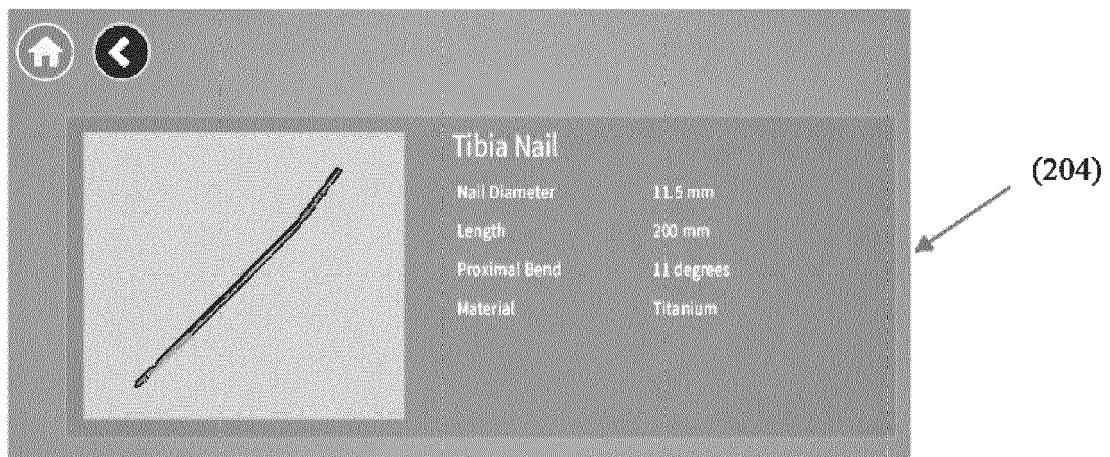 Tibia Nail
Nail Diameter 11.5 mm
Length 200 mm
Proximal Bend 11 degrees
Material Titanium
(204)